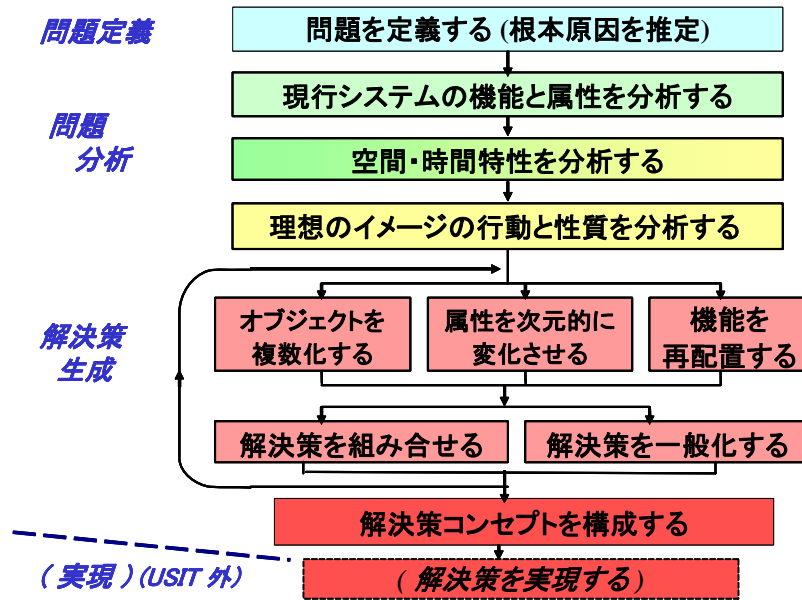 問題定義
問題を定義する (根本原因を推定)
現行システムの機能と属性を分析する
問題
分析
空間・時間特性を分析する
理想のイメージの行動と性質を分析する
解決策
生成
オブジェクトを
複数化する
属性を次元的に
変化させる
機能を
再配置する
解決策を組み合せる
解決策を一般化する
解決策コンセプトを構成する
( 実現 ) (USIT 外)
( 解決策を実現する )